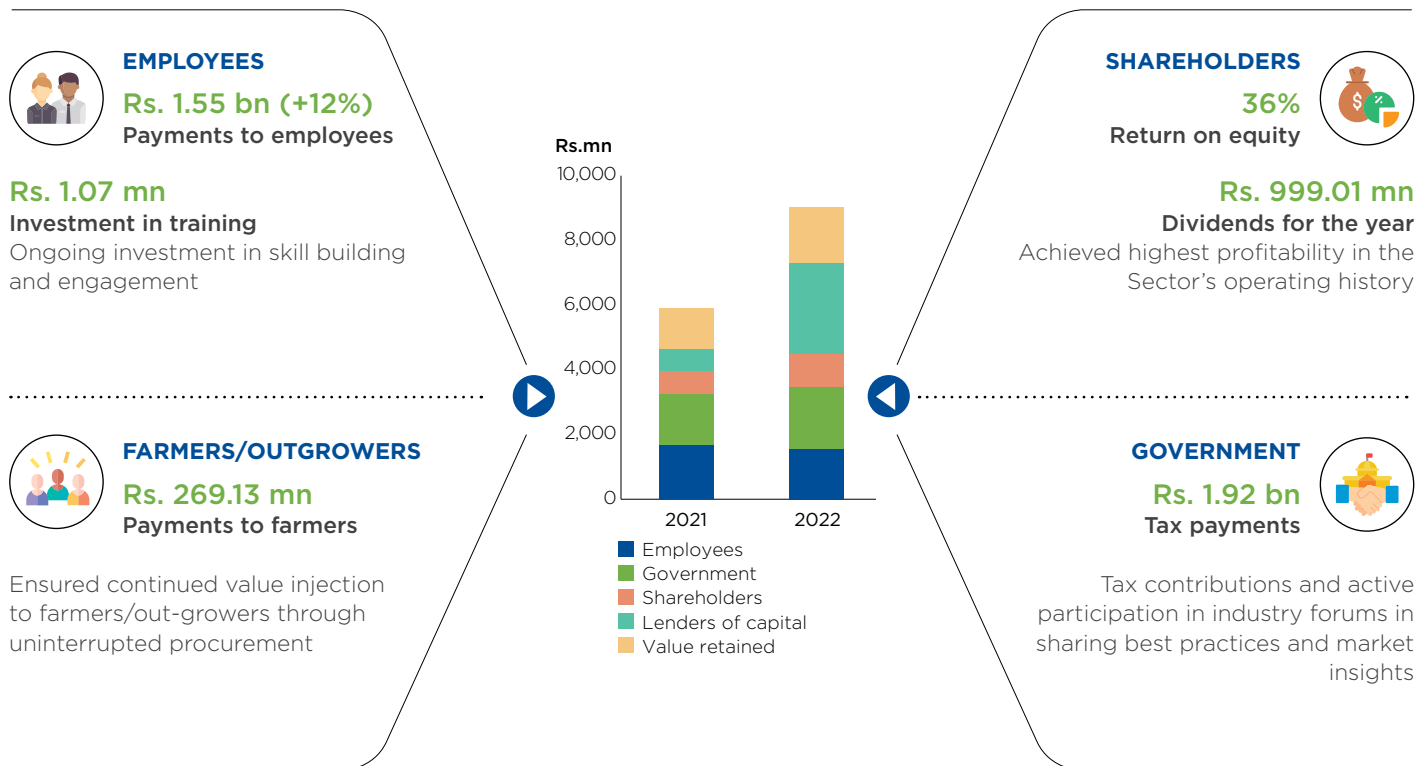 EMPLOYEES
Rs. 1.55 bn (+12%)
Payments to employees
Rs. 1.07 mn
Investment in training
Ongoing investment in skill building
and engagement
FARMERS/OUTGROWERS
Rs. 269.13 mn
Payments to farmers
Ensured continued value injection
to farmers/out-growers through
uninterrupted procurement
Rs.mn
10,000
8,000
6,000
4,000
2,000
0
2021 2022
Employees
Government
Shareholders
Lenders of capital
Value retained
SHAREHOLDERS
$ %
36%
Return on equity
Rs. 999.01 mn
Dividends for the year
Achieved highest profitability in the
Sector’s operating history
GOVERNMENT
Rs. 1.92 bn
Tax payments
Tax contributions and active
participation in industry forums in
sharing best practices and market
insights